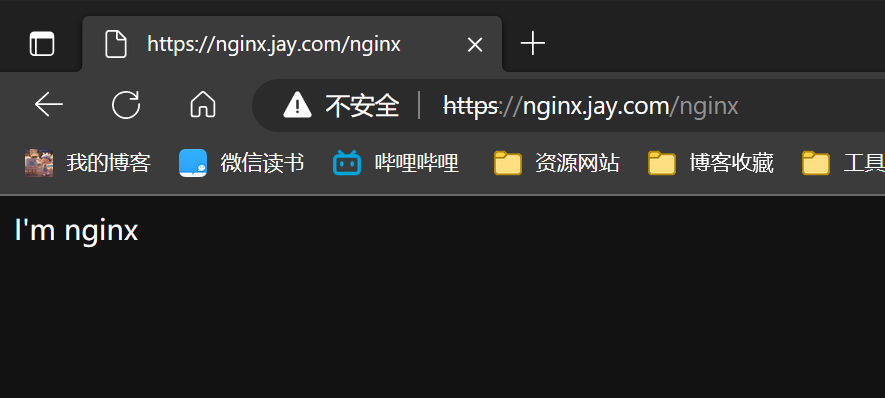 https://nginx.jay.com/nginx
不安全 https://nginx.jay.com/nginx
我的博客 微信读书 哔哩哔哩 资源网站 博客收藏 工具
I'm nginx